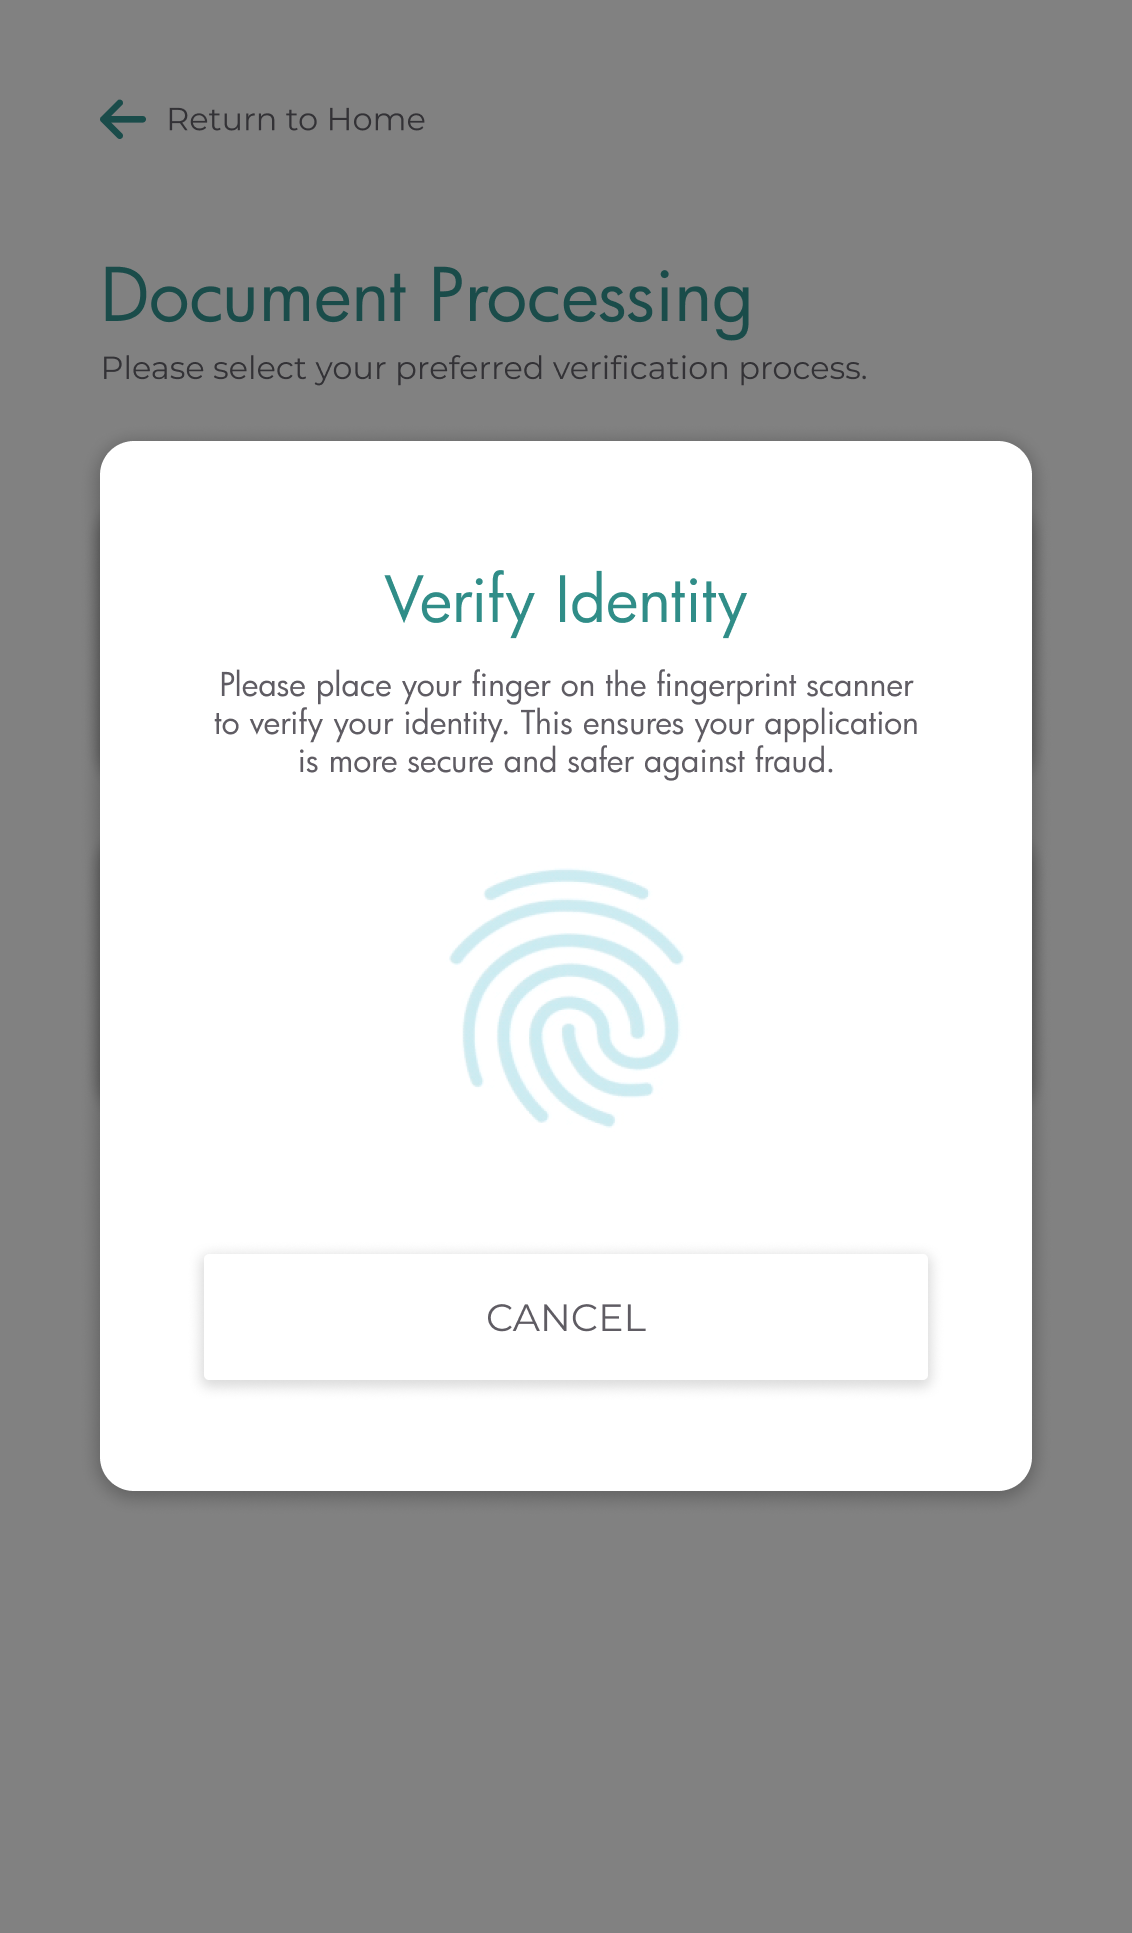 Return to Home
Document Processing
Please select your preferred verification process.
Verify Identity
Please place your finger on the fingerprint scanner
to verify your identity. This ensures your application
is more secure and safer against fraud.
CANCEL